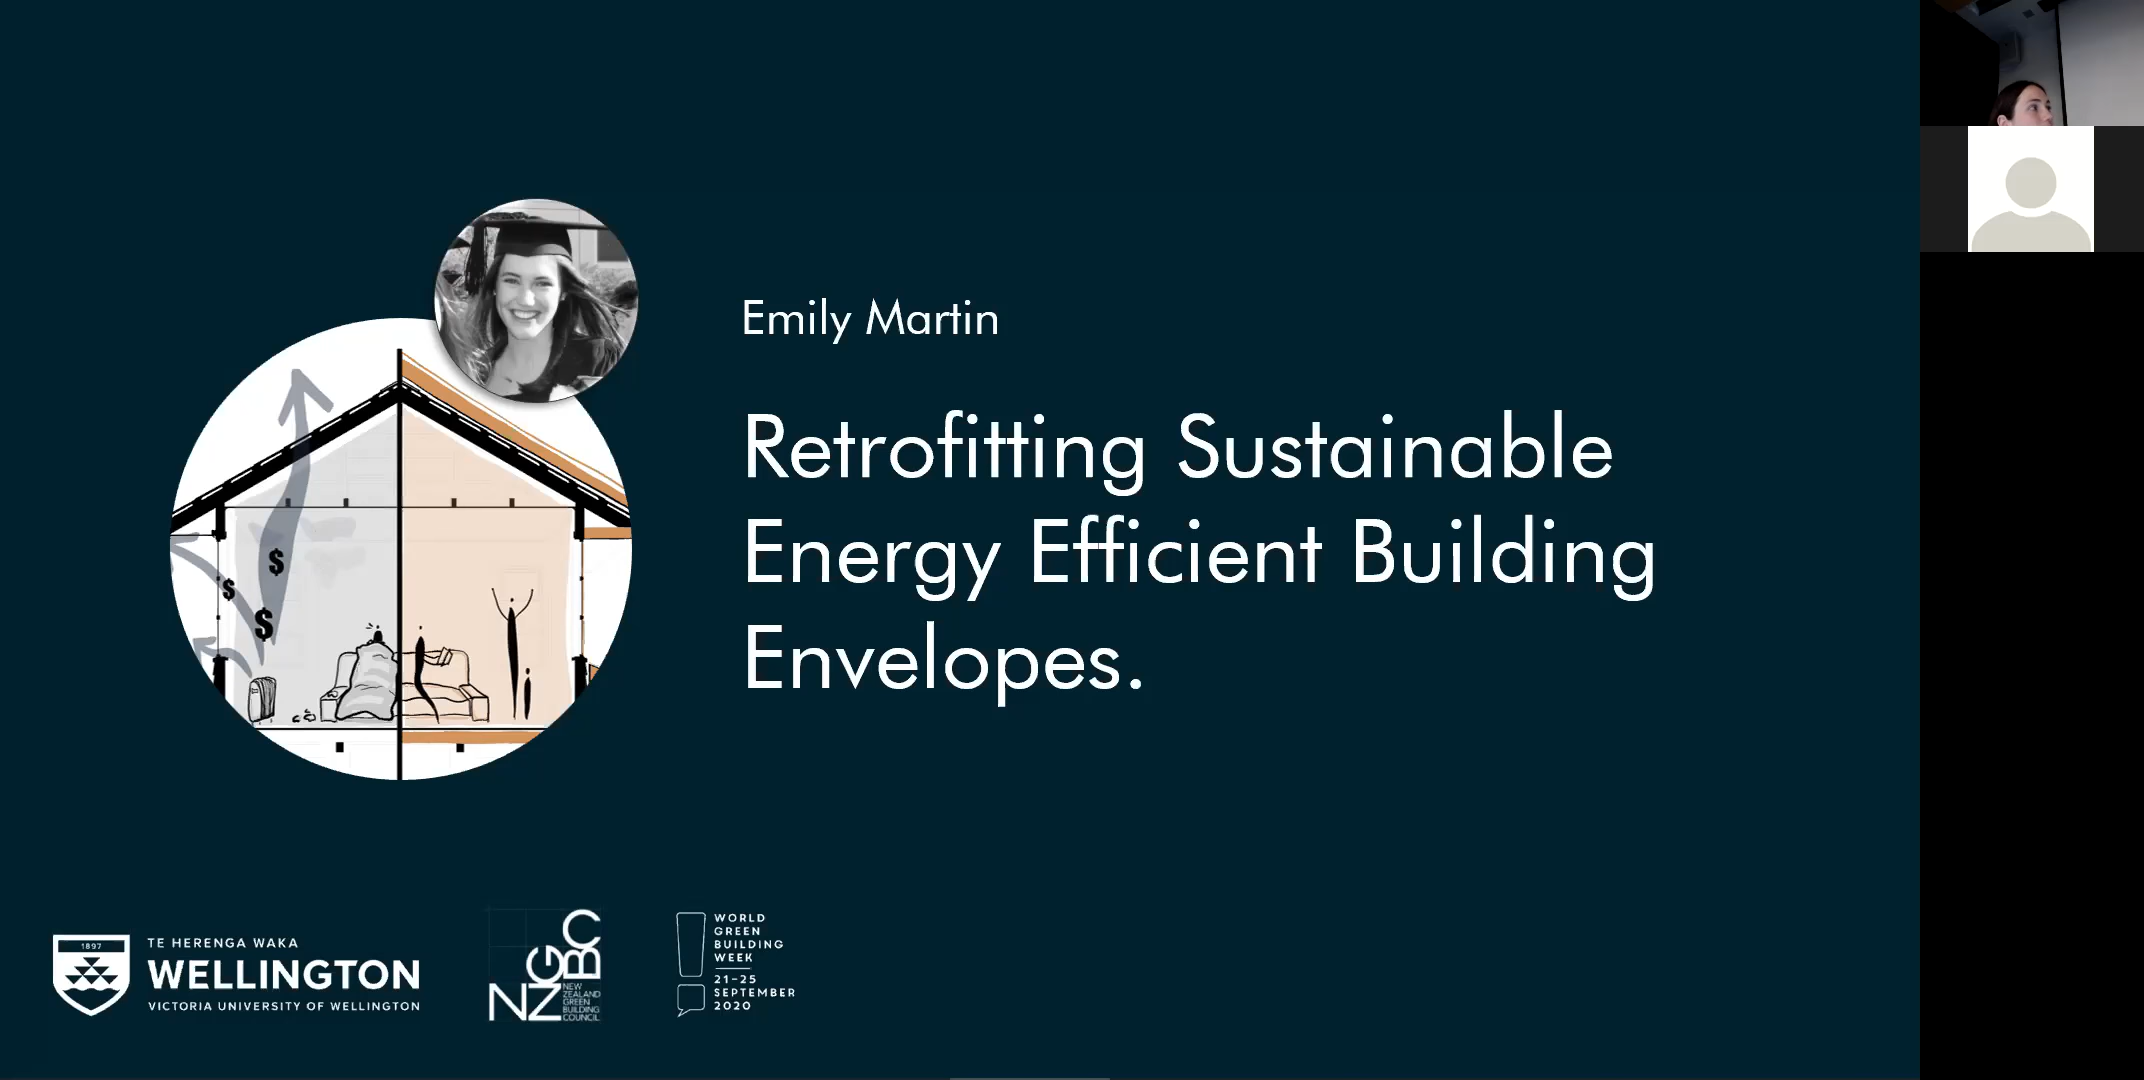 Emily Martin
Retrofitting Sustainable
Energy Efficient Building
Envelopes.
$
$
$
1897
TE HERENGA WAKA
WELLINGTON
VICTORIA UNIVERSITY OF WELLINGTON
NZGBC
NEW
ZEALAND
GREEN
BUILDING
COUNCIL
WORLD
GREEN
BUILDING
WEEK
21–25
SEPTEMBER
2020